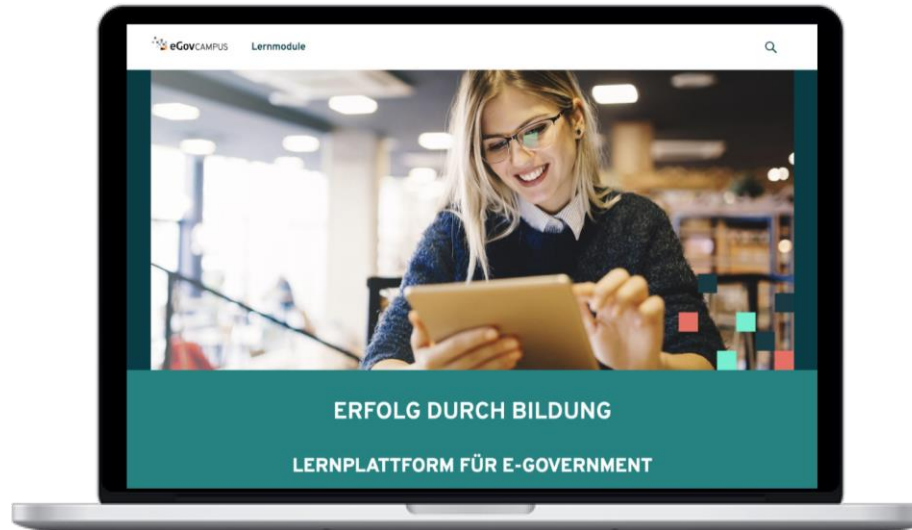 eGovCAMPUS Lernmodule
ERFOLG DURCH BILDUNG
LERNPLATTFORM FÜR E-GOVERNMENT